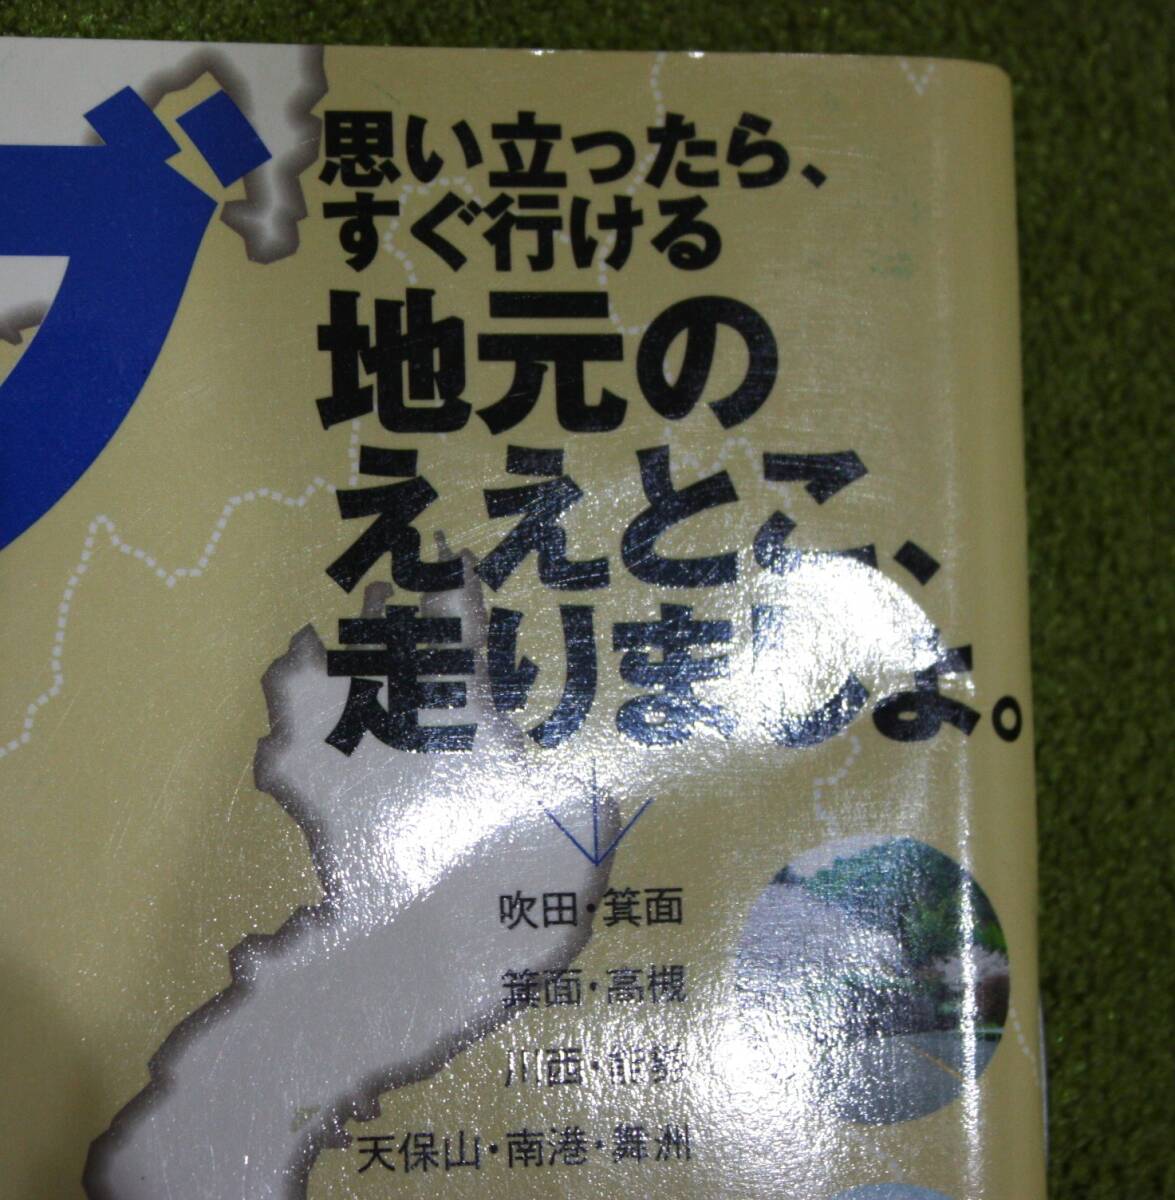 ブ
思い立ったら、
すぐ行ける
地元の
ええとこ、
走りましょ。
吹田・箕面
箕面・高槻
川西・能勢
天保山・南港・舞洲